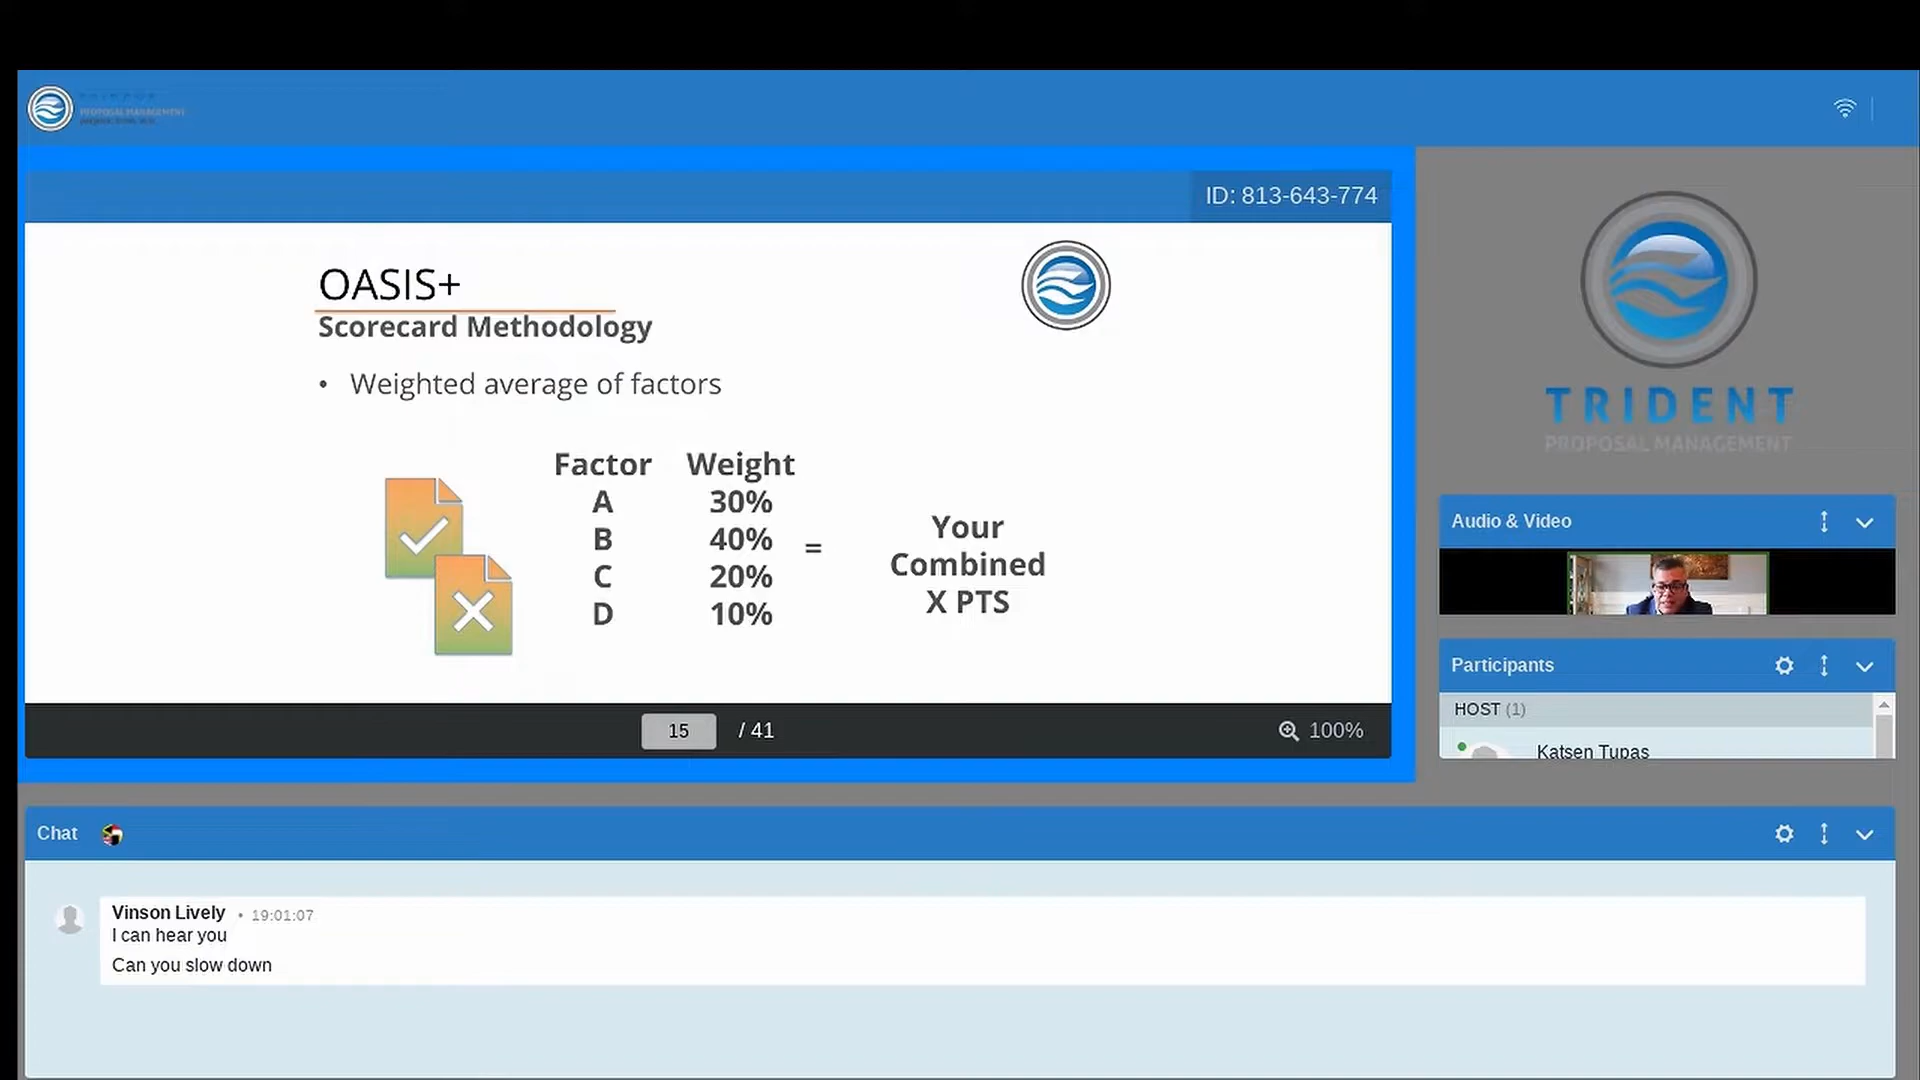 PROPOSAL MANAGEMENT
ID: 813-643-774
OASIS+
Scorecard Methodology
• Weighted average of factors
Factor Weight
A 30%
B 40%
C 20%
D 10%
=
Your
Combined
X PTS
15 / 41
100%
TRIDENT
PROPOSAL MANAGEMENT
Audio & Video
Participants
HOST (1)
Katsen Tupas
Chat
Vinson Lively • 19:01:07
I can hear you
Can you slow down